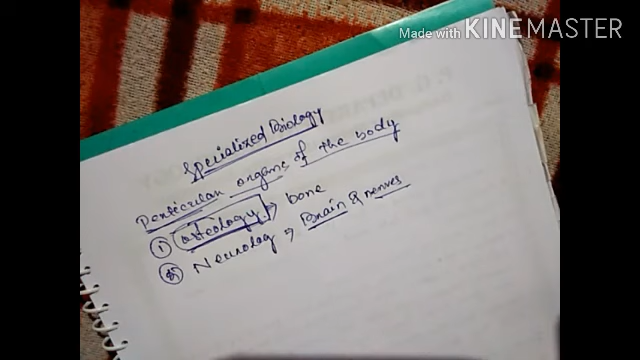 Made with KINEMASTER
Specialized Biology
Particular organs of the body
① osteology → bone
② Neurology → Brain & nerves